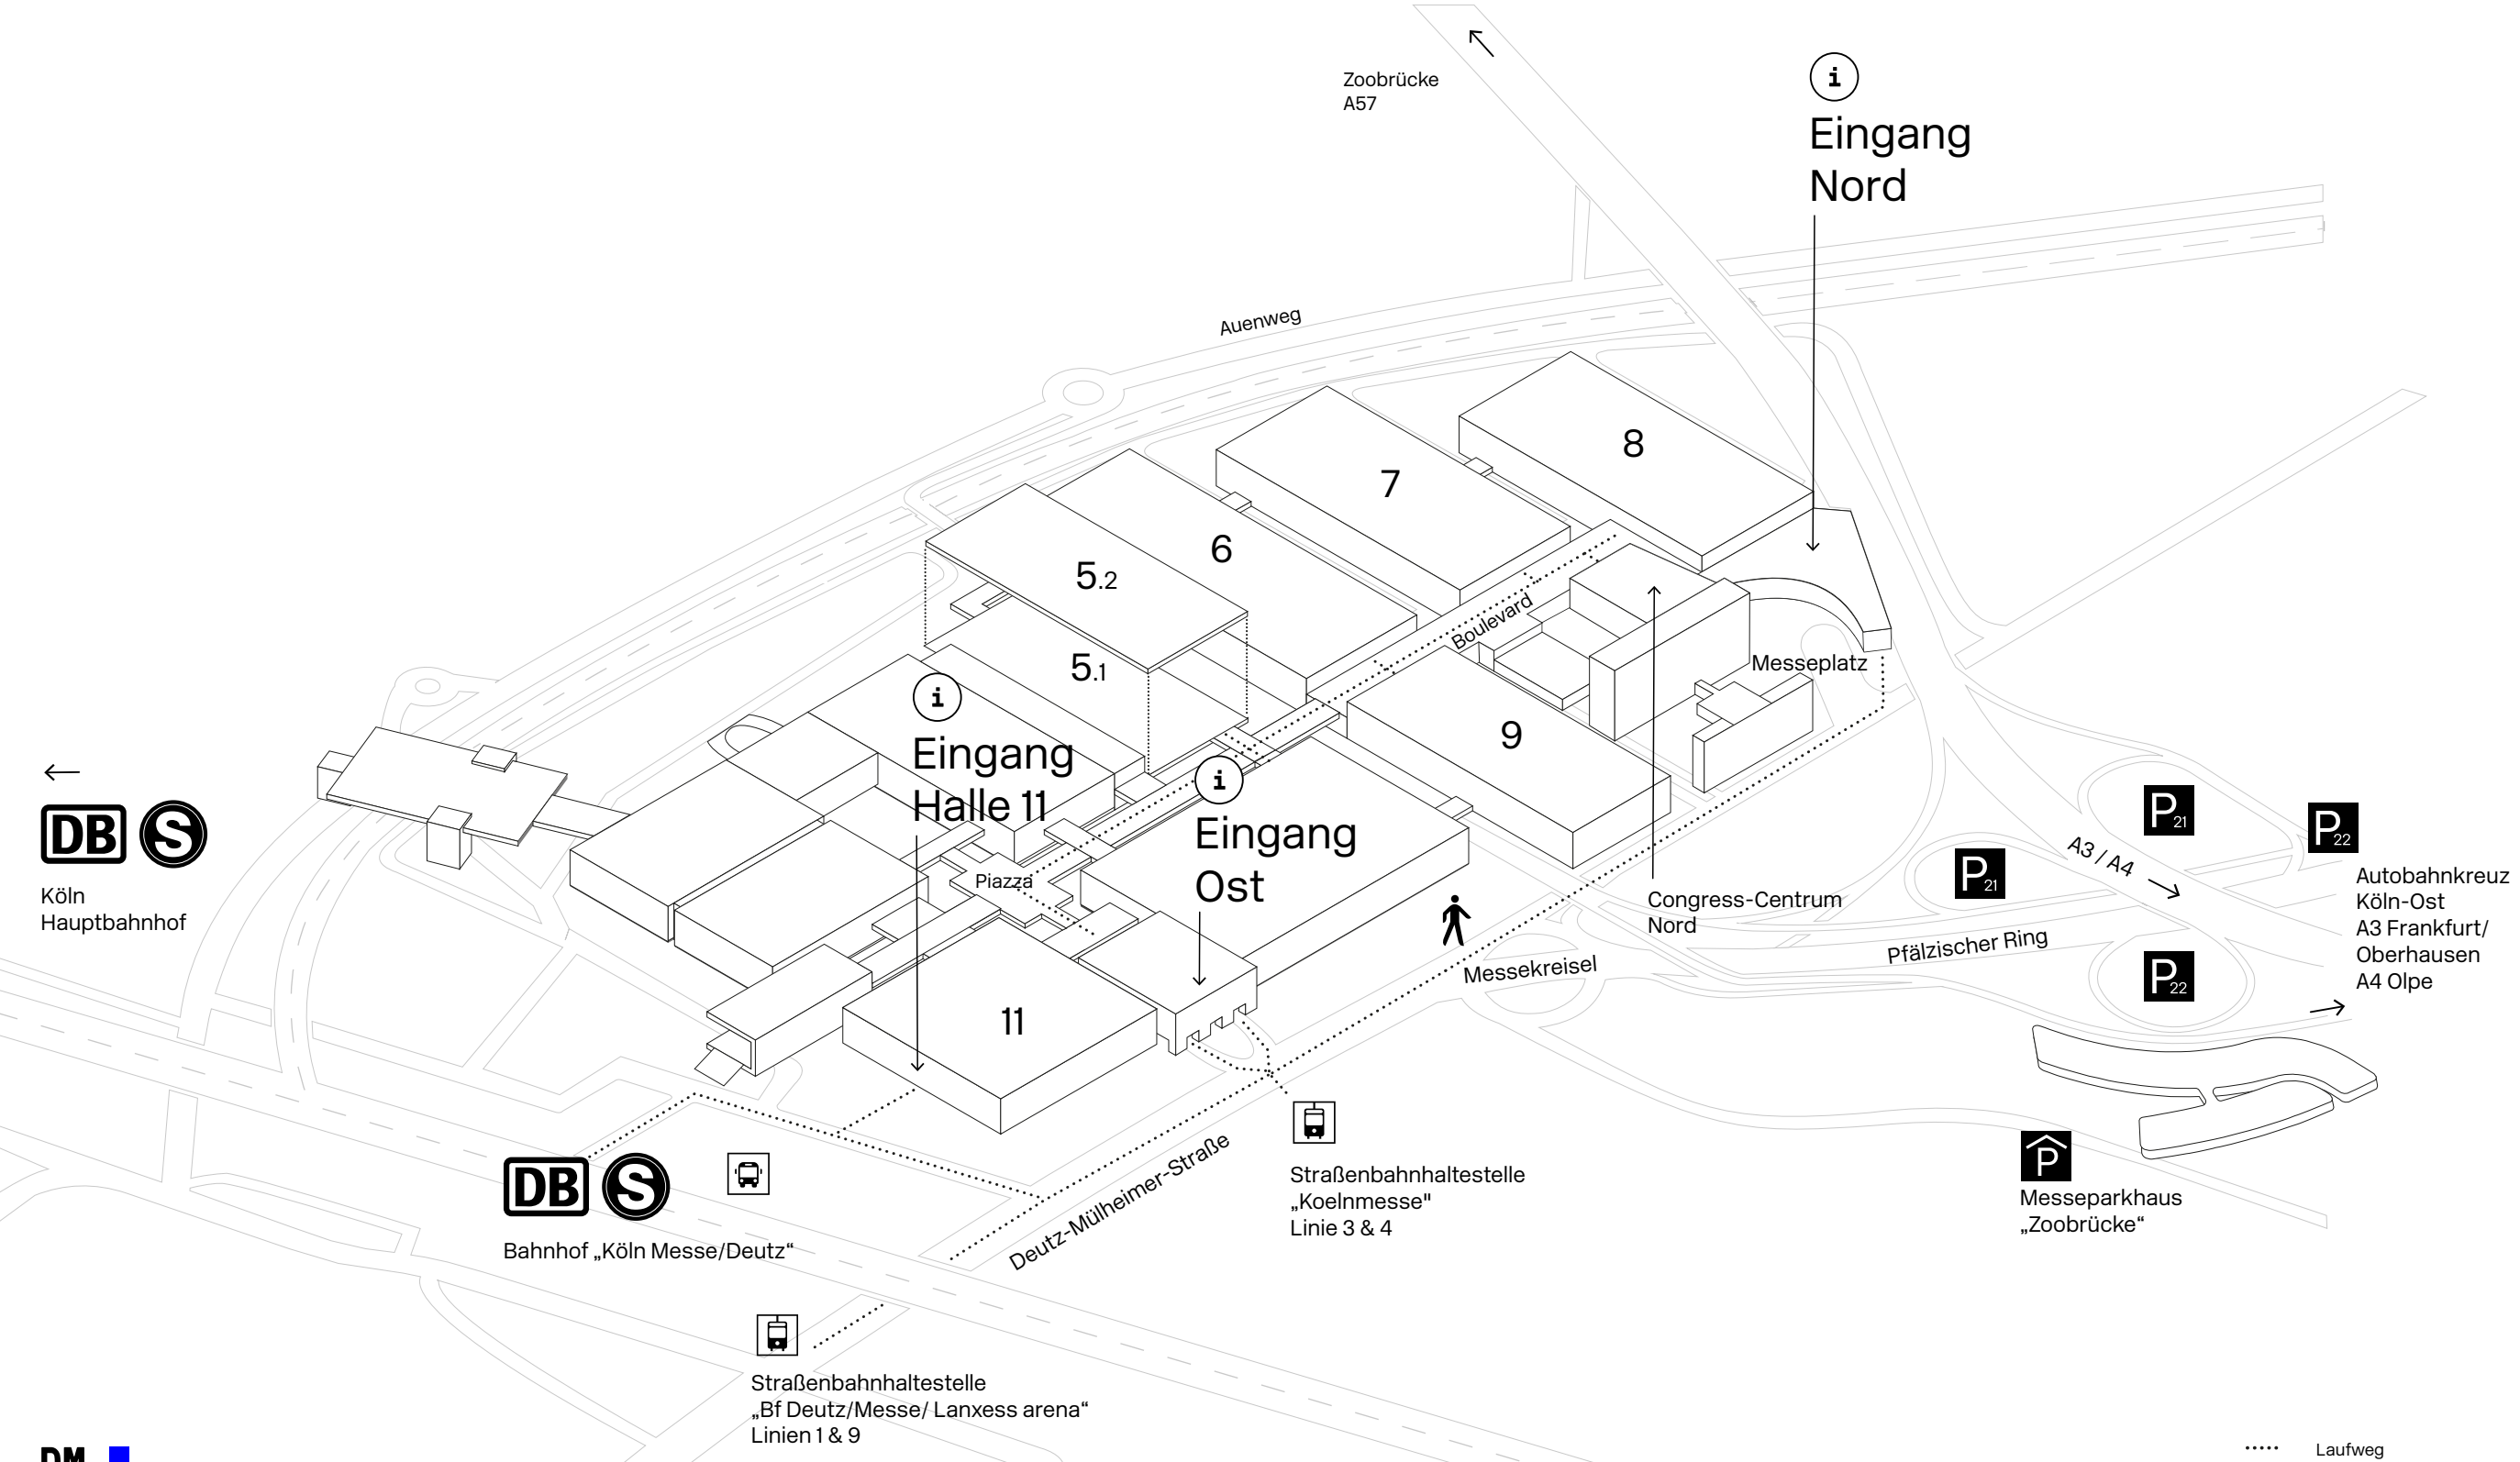 Zoobrücke
A57
i
Eingang
Nord
Auenweg
8
7
6
5.2
5.1
Boulevard
Messeplatz
9
i
Eingang
Halle 11
i
Eingang
Ost
Piazza
11
DB S
Köln
Hauptbahnhof
P21
P22
P21
A3 / A4
Autobahnkreuz
Köln-Ost
A3 Frankfurt/
Oberhausen
A4 Olpe
Congress-Centrum
Nord
Pfälzischer Ring
Messekreisel
P22
DB S
Bahnhof „Köln Messe/Deutz“
Deutz-Mülheimer-Straße
Straßenbahnhaltestelle
„Koelnmesse"
Linie 3 & 4
P
Messeparkhaus
„Zoobrücke“
Straßenbahnhaltestelle
„Bf Deutz/Messe/ Lanxess arena“
Linien 1 & 9
DM
Laufweg